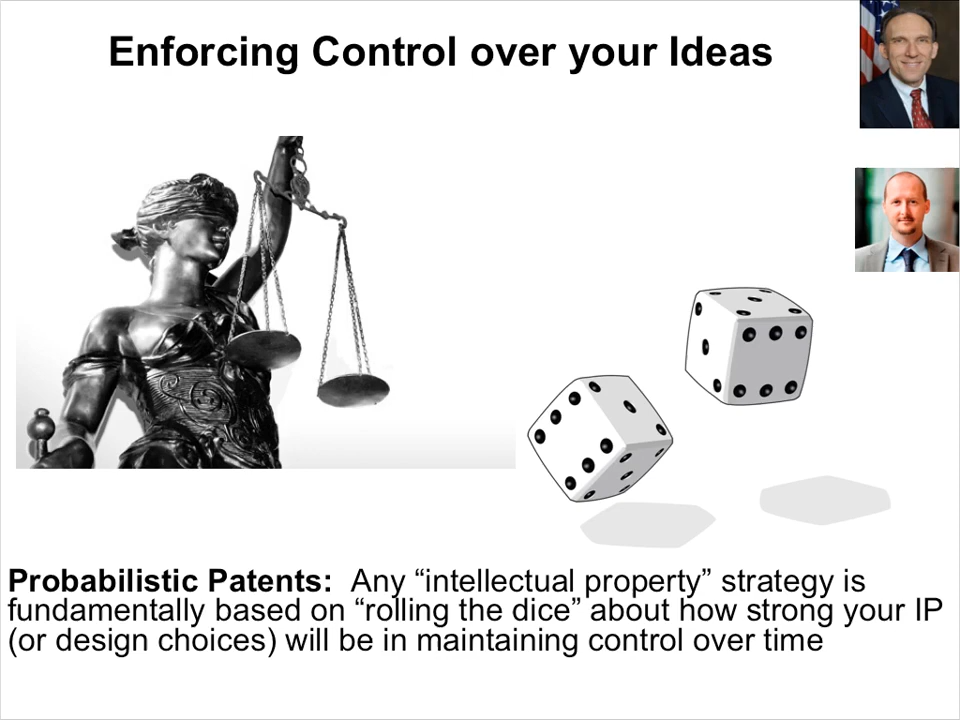 Enforcing Control over your Ideas
Probabilistic Patents:  Any “intellectual property” strategy is
fundamentally based on “rolling the dice” about how strong your IP
(or design choices) will be in maintaining control over time